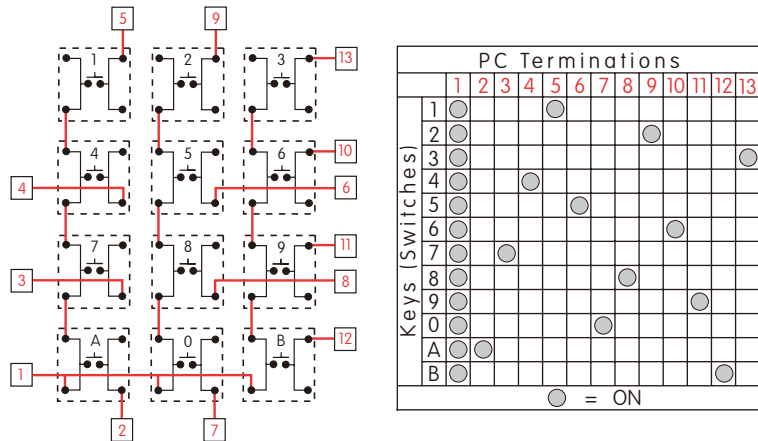 5 9
1 2 3 13
4 5 6 10
4 6
7 8 9 11
3 8
A 0 B 12
1
2 7
PC Terminations
1 2 3 4 5 6 7 8 9 10 11 12 13
Keys (Switches)
1
2
3
4
5
6
7
8
9
0
A
B
= ON